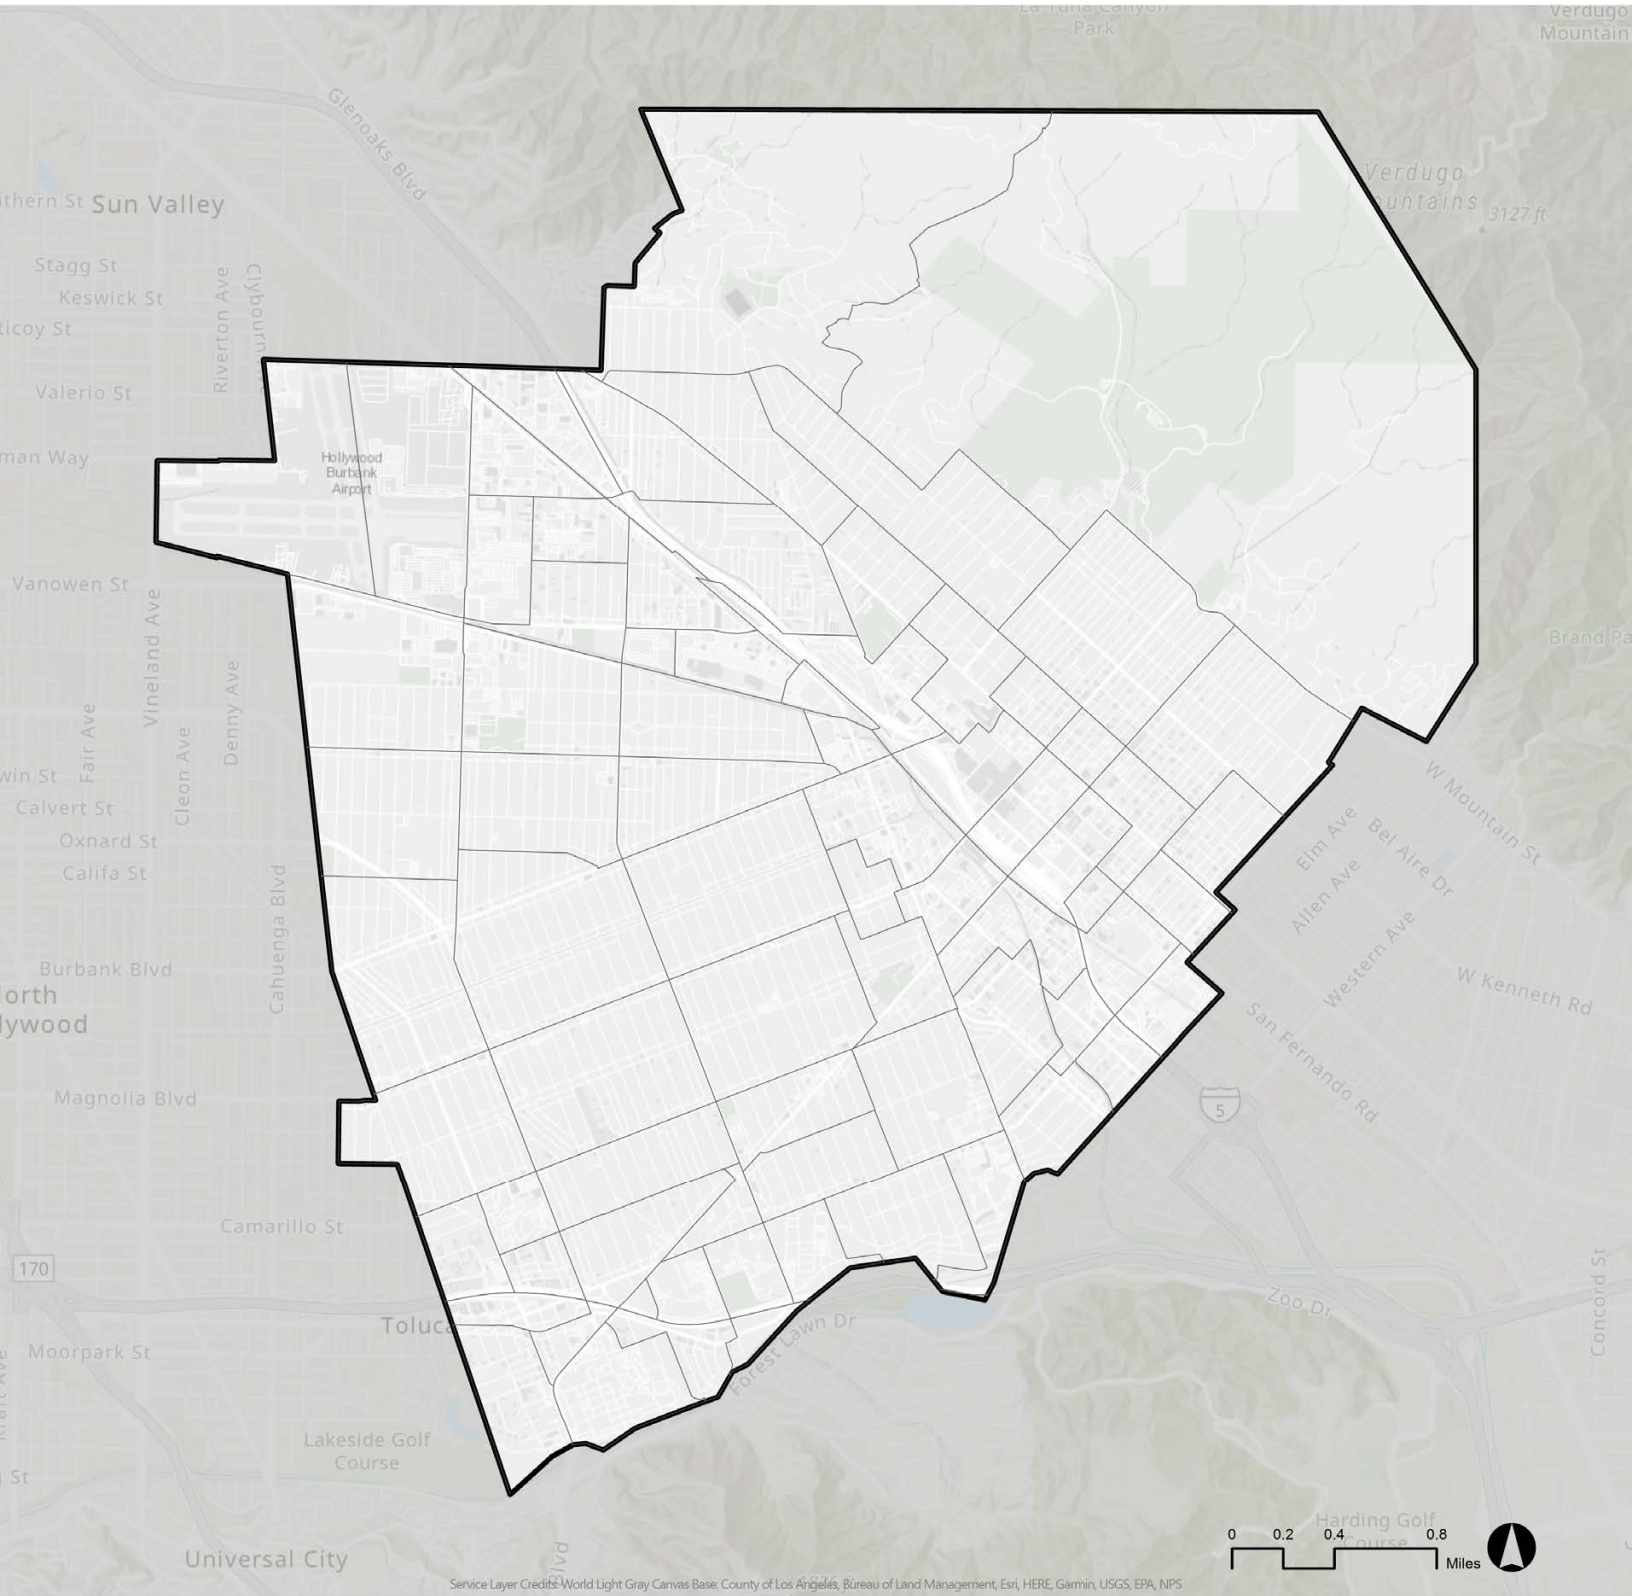 La Tuna Canyon
Park
Verdugo
Mountain
Glenoaks Blvd
thern St
Sun Valley
Verdugo
untains
3127 ft
Stagg St
Keswick St
ticoy St
Riverton Ave
Clybourn
Valerio St
man Way
Hollywood
Burbank
Airport
Vanowen St
Vineland Ave
Denny Ave
Fair Ave
Cleon Ave
Brand Pa
win St
Calvert St
Oxnard St
Califa St
W Mountain St
Elm Ave
Bel Aire Dr
Allen Ave
Western Ave
W Kenneth Rd
Cahuenga Blvd
Burbank Blvd
orth
lywood
San Fernando Rd
Magnolia Blvd
5
Camarillo St
170
Toluc
Moorpark St
Forest Lawn Dr
Zoo Dr
Concord St
Lakeside Golf
Course
St
Harding Golf
Course
Universal City
Blvd
0 0.2 0.4 0.8
Miles
Service Layer Credits: World Light Gray Canvas Base: County of Los Angeles, Bureau of Land Management, Esri, HERE, Garmin, USGS, EPA, NPS